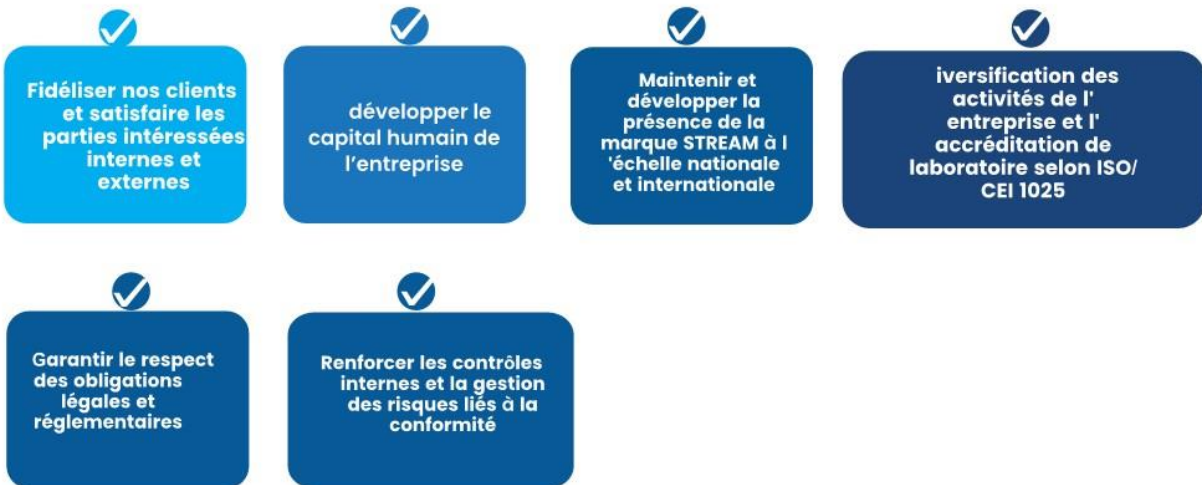 Fidéliser nos clients
et satisfaire les
parties intéressées
internes et
externes
développer le
capital humain de
l’entreprise
Maintenir et
développer la
présence de la
marque STREAM à l
'échelle nationale
et internationale
iversification des
activités de l'
entreprise et l'
accréditation de
laboratoire selon ISO/
CEI 1025
Garantir le respect
des obligations
légales et
réglementaires
Renforcer les contrôles
internes et la gestion
des risques liés à la
conformité